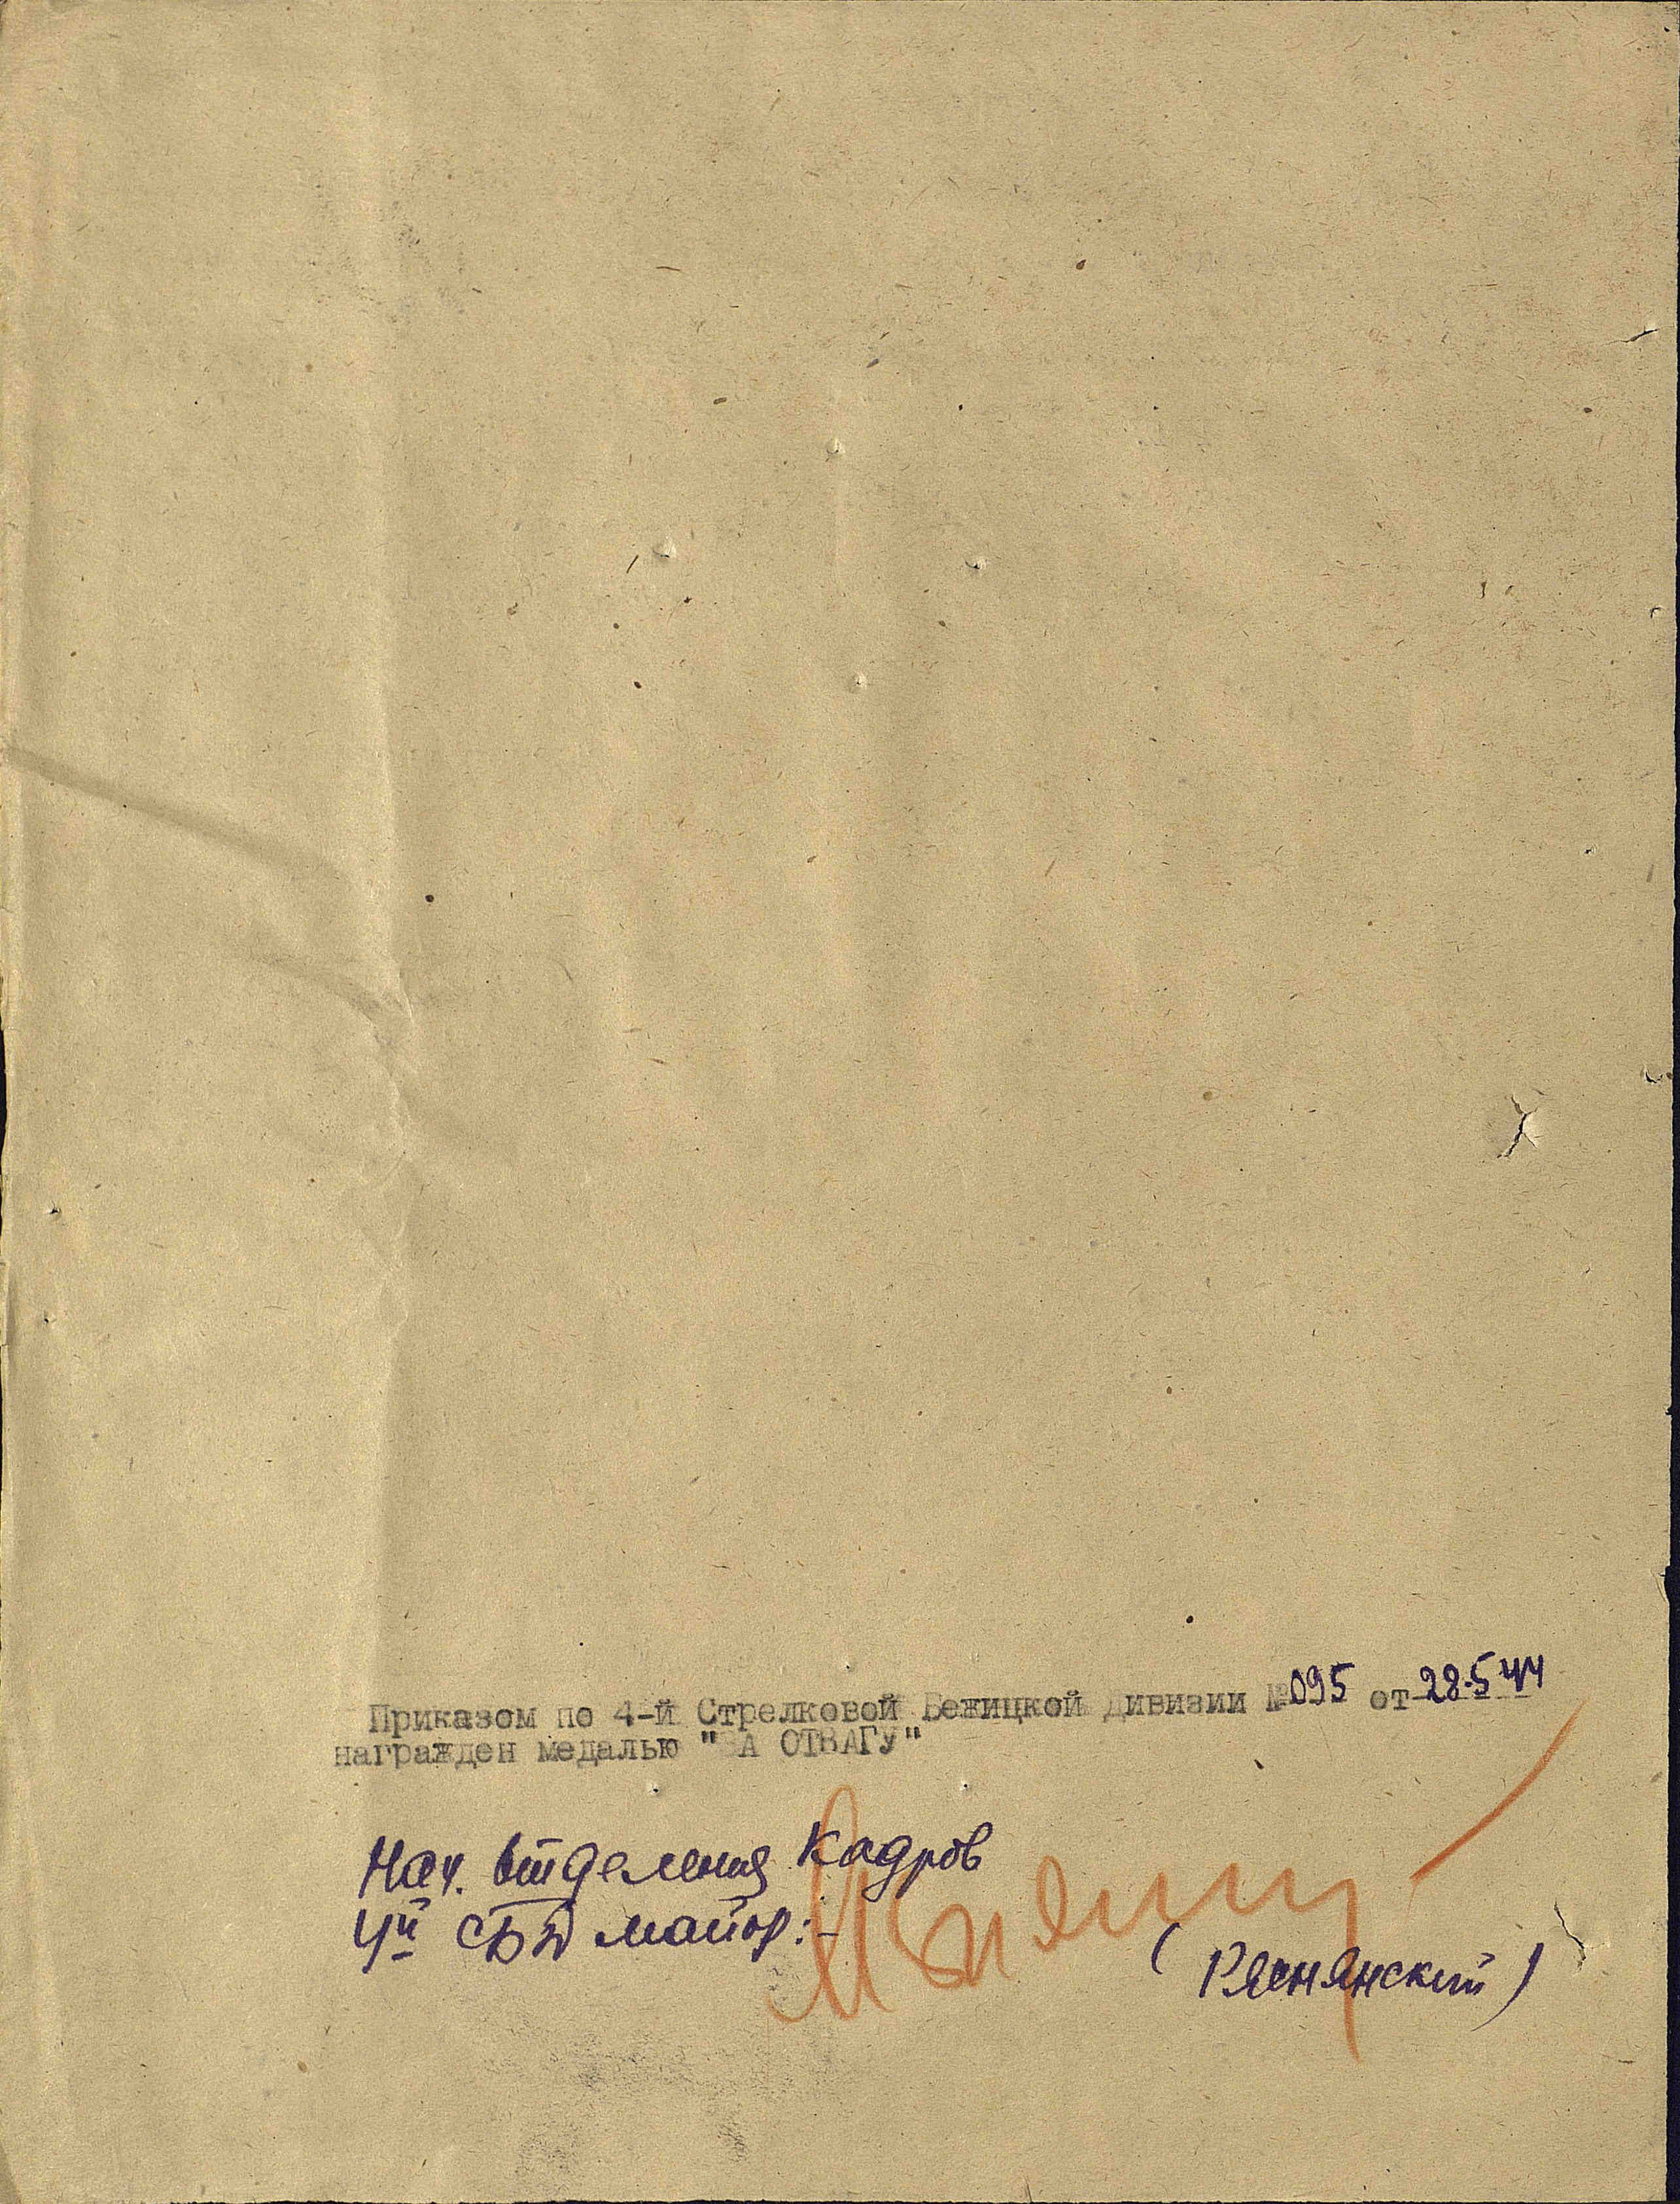 Приказом по 4-й Стрелковой Бежицкой Дивизии №095 от 28.5 44
награжден медалью "ЗА ОТВАГУ"
Нач. отделения Кадров
4й СБД майор:-
(Ряснянский)